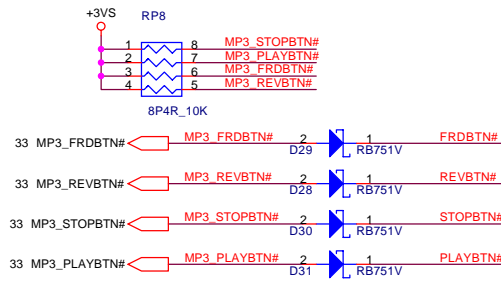 +3VS RP8
1 8 MP3_STOPBTN#
2 7 MP3_PLAYBTN#
3 6 MP3_FRDBTN#
4 5 MP3_REVBTN#
8P4R_10K
33 MP3_FRDBTN# MP3_FRDBTN# 2 1 FRDBTN#
D29 RB751V
33 MP3_REVBTN# MP3_REVBTN# 2 1 REVBTN#
D28 RB751V
33 MP3_STOPBTN# MP3_STOPBTN# 2 1 STOPBTN#
D30 RB751V
33 MP3_PLAYBTN# MP3_PLAYBTN# 2 1 PLAYBTN#
D31 RB751V